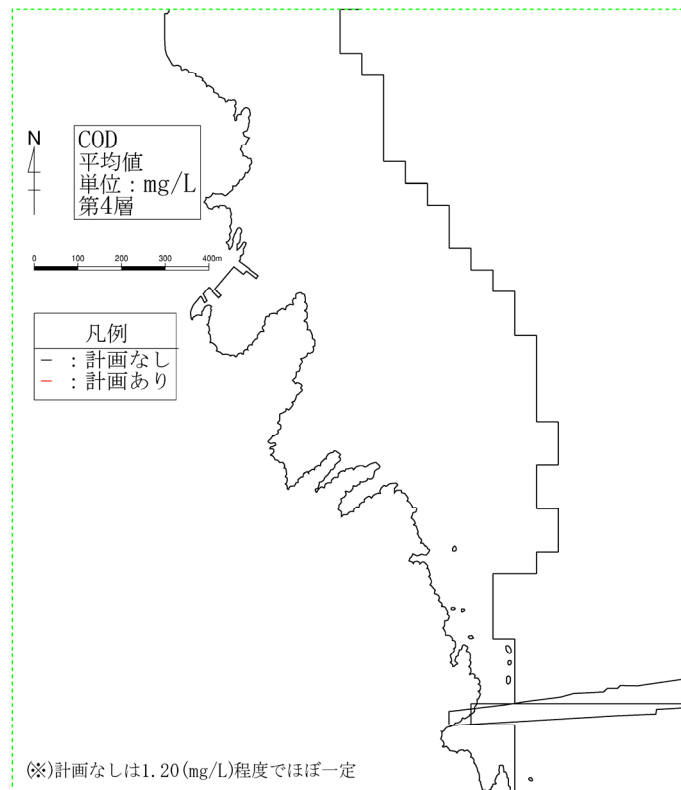 N
COD
平均値
単位：mg/L
第4層
0 100 200 300 400m
凡例
－ ：計画なし
－ ：計画あり
(※)計画なしは1.20(mg/L)程度でほぼ一定